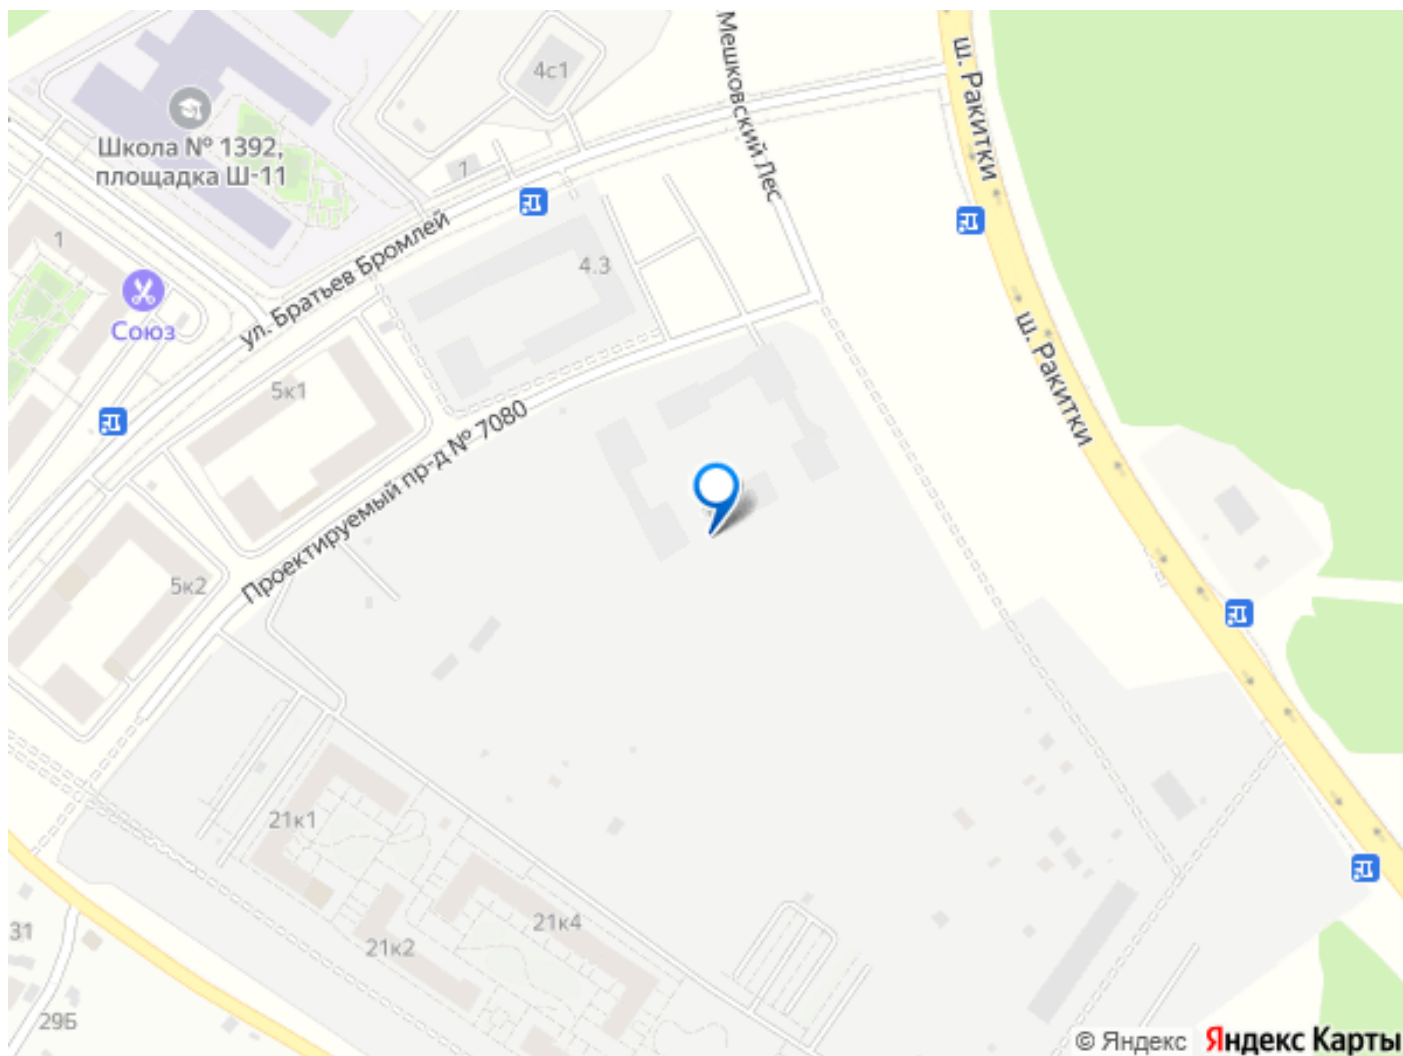 4с1
ш. Ракитки
Мешковский Лес
Школа № 1392,
площадка Ш-11
1
1
ул. Братьев Бромлей
4.3
Союз
ш. Ракитки
5к1
Проектируемый пр-д № 7080
5к2
21к1
21к4
21к2
31
29Б
© Яндекс Яндекс Карты